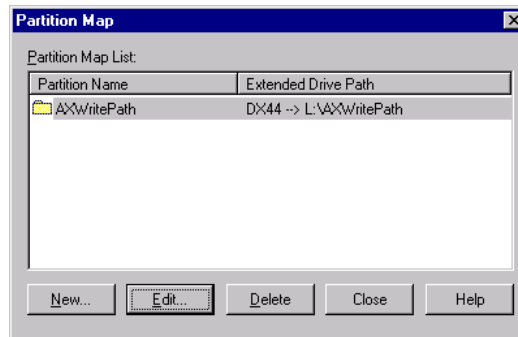 Partition Map
Partition Map List:
Partition Name Extended Drive Path
AXWritePath DX44 --> L:\AXWritePath
New... Edit... Delete Close Help